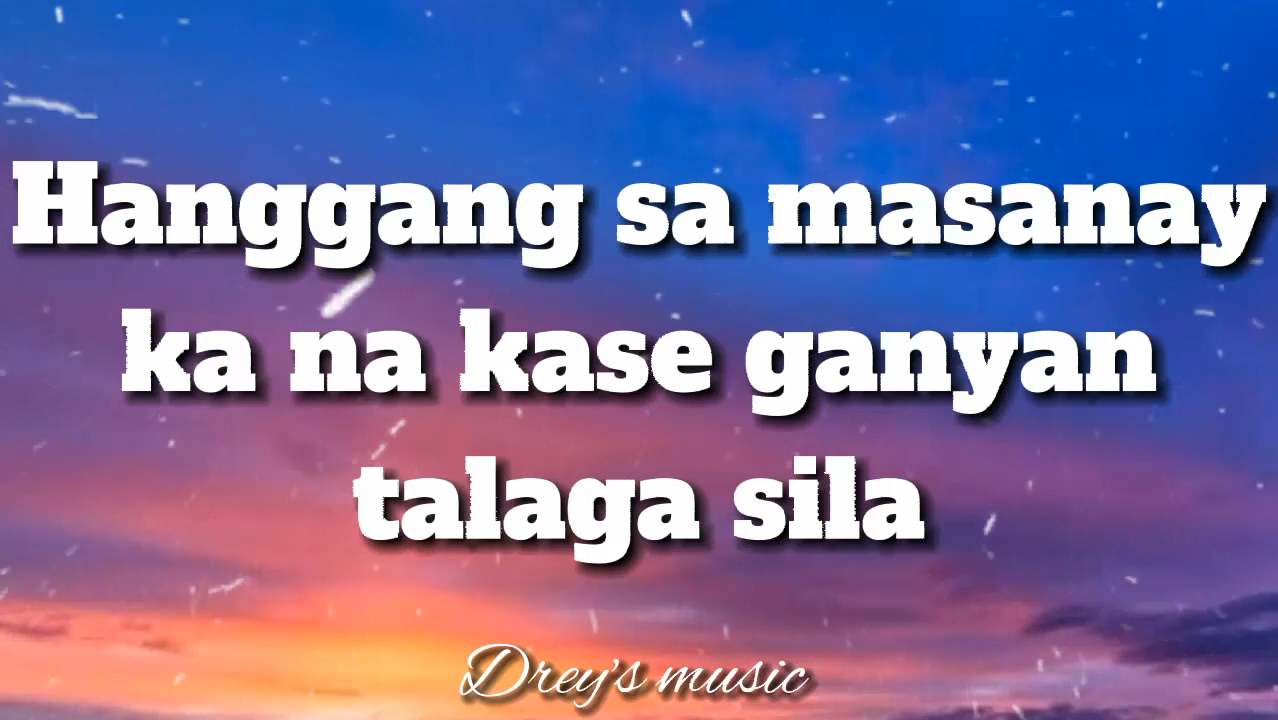 Hanggang sa masanay
ka na kase ganyan
talaga sila
Drey's music